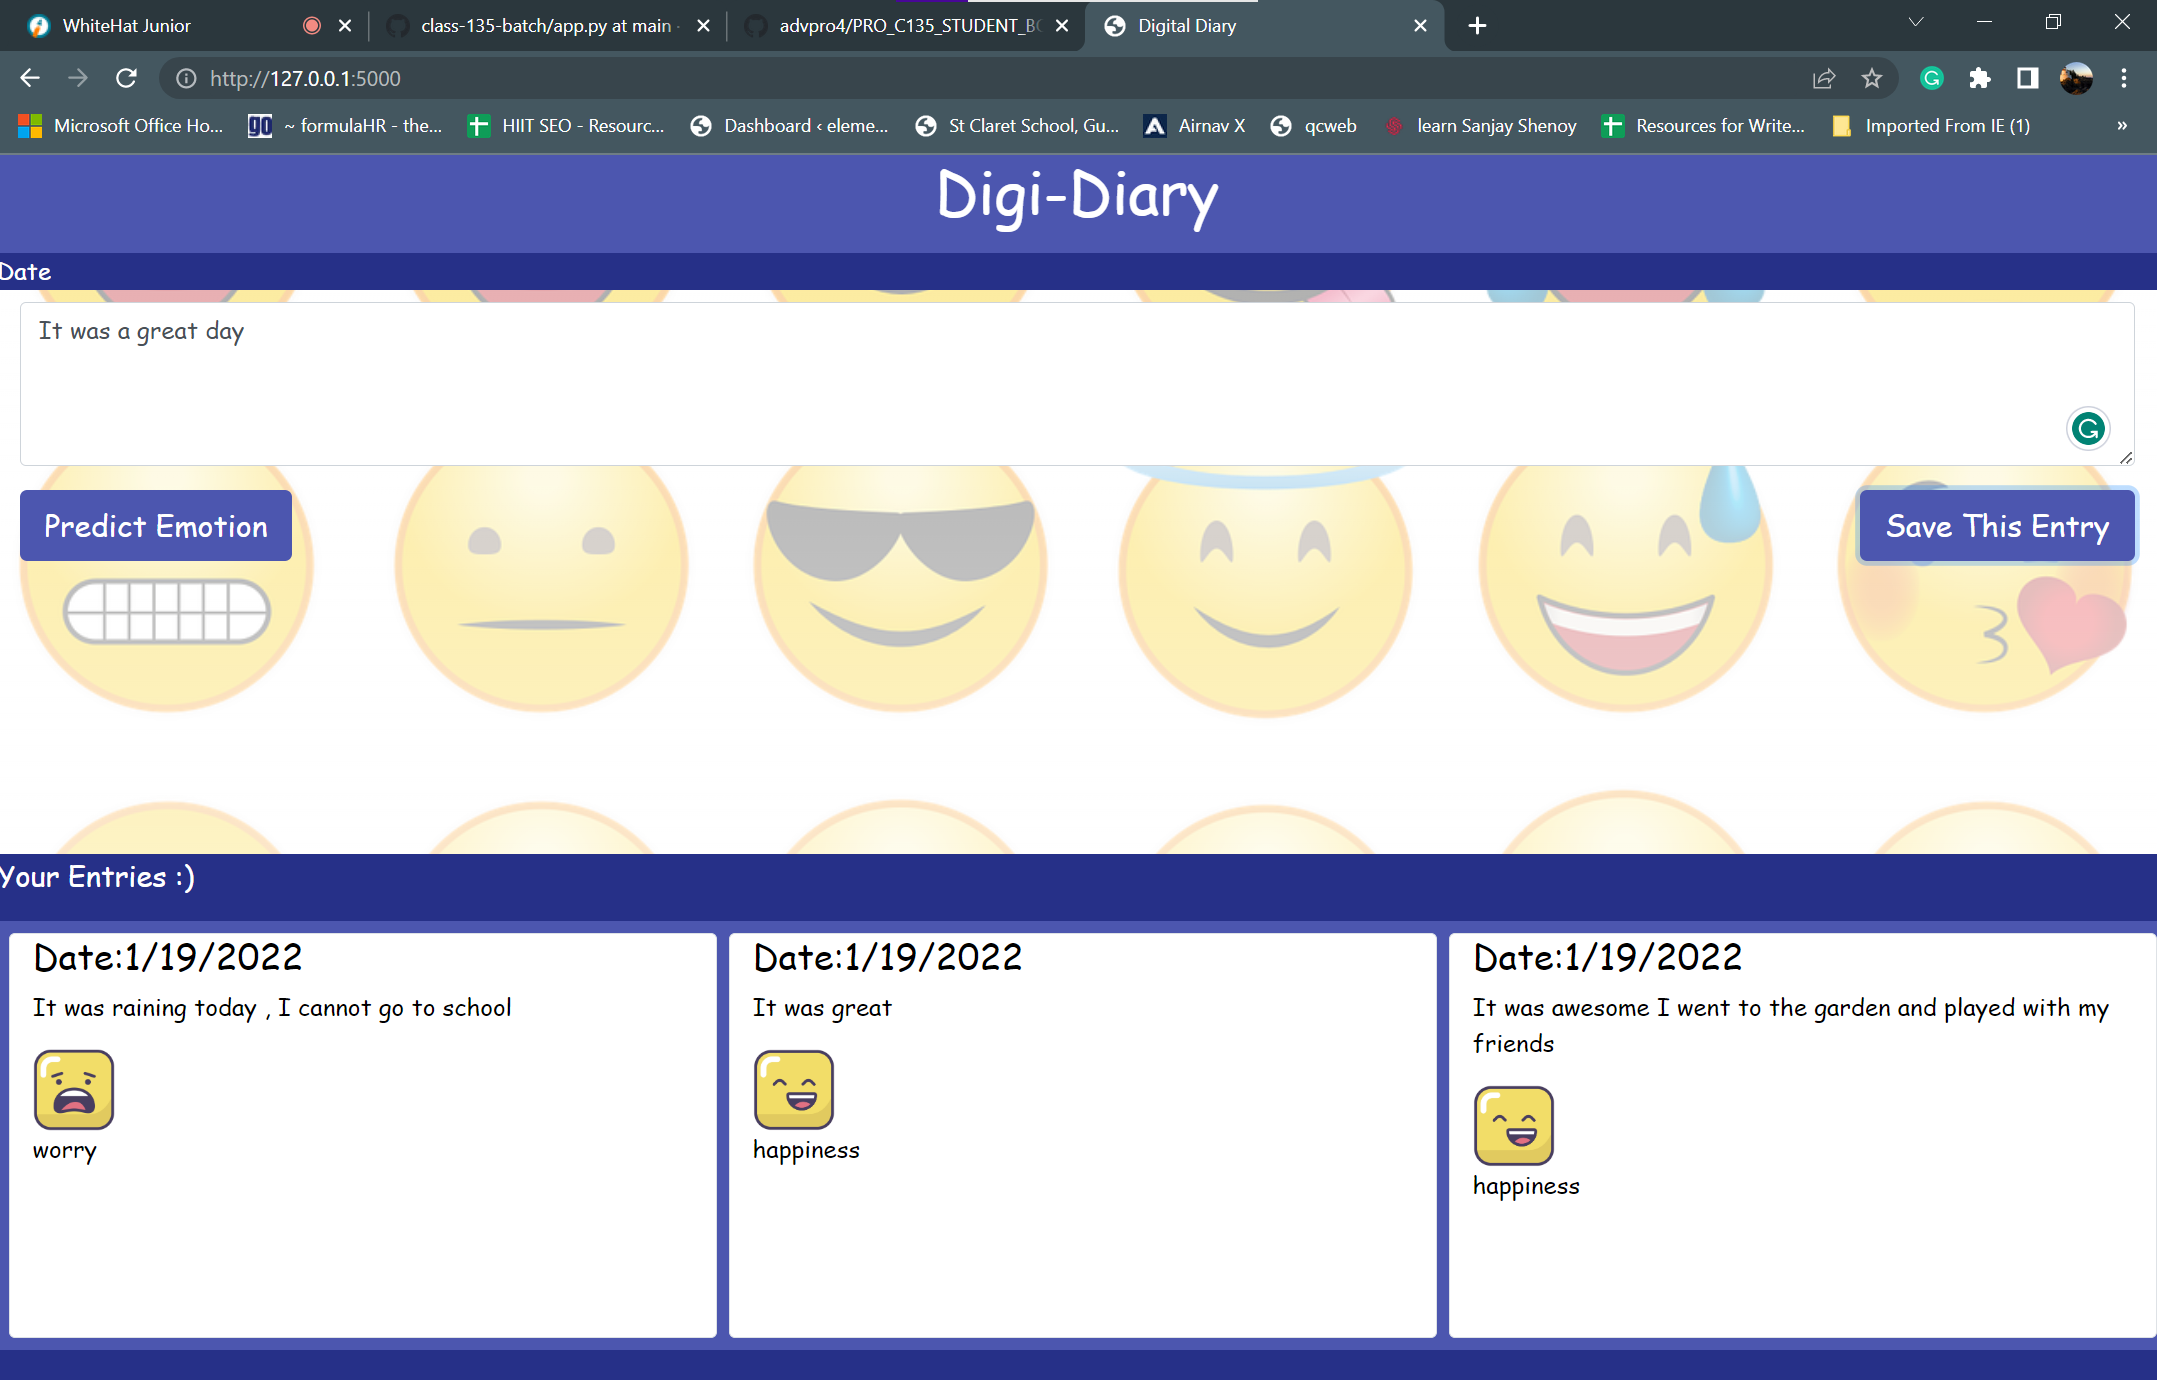 WhiteHat Junior
class-135-batch/app.py at main
advpro4/PRO_C135_STUDENT_BO
Digital Diary
http://127.0.0.1:5000
Microsoft Office Ho...
go ~ formulaHR - the...
HIIT SEO - Resourc...
Dashboard ‹ eleme...
St Claret School, Gu...
Airnav X
qcweb
learn Sanjay Shenoy
Resources for Write...
Imported From IE (1)
»
Digi-Diary
Date
It was a great day
Predict Emotion
Save This Entry
Your Entries :)
Date:1/19/2022
It was raining today , I cannot go to school
worry
Date:1/19/2022
It was great
happiness
Date:1/19/2022
It was awesome I went to the garden and played with my
friends
happiness